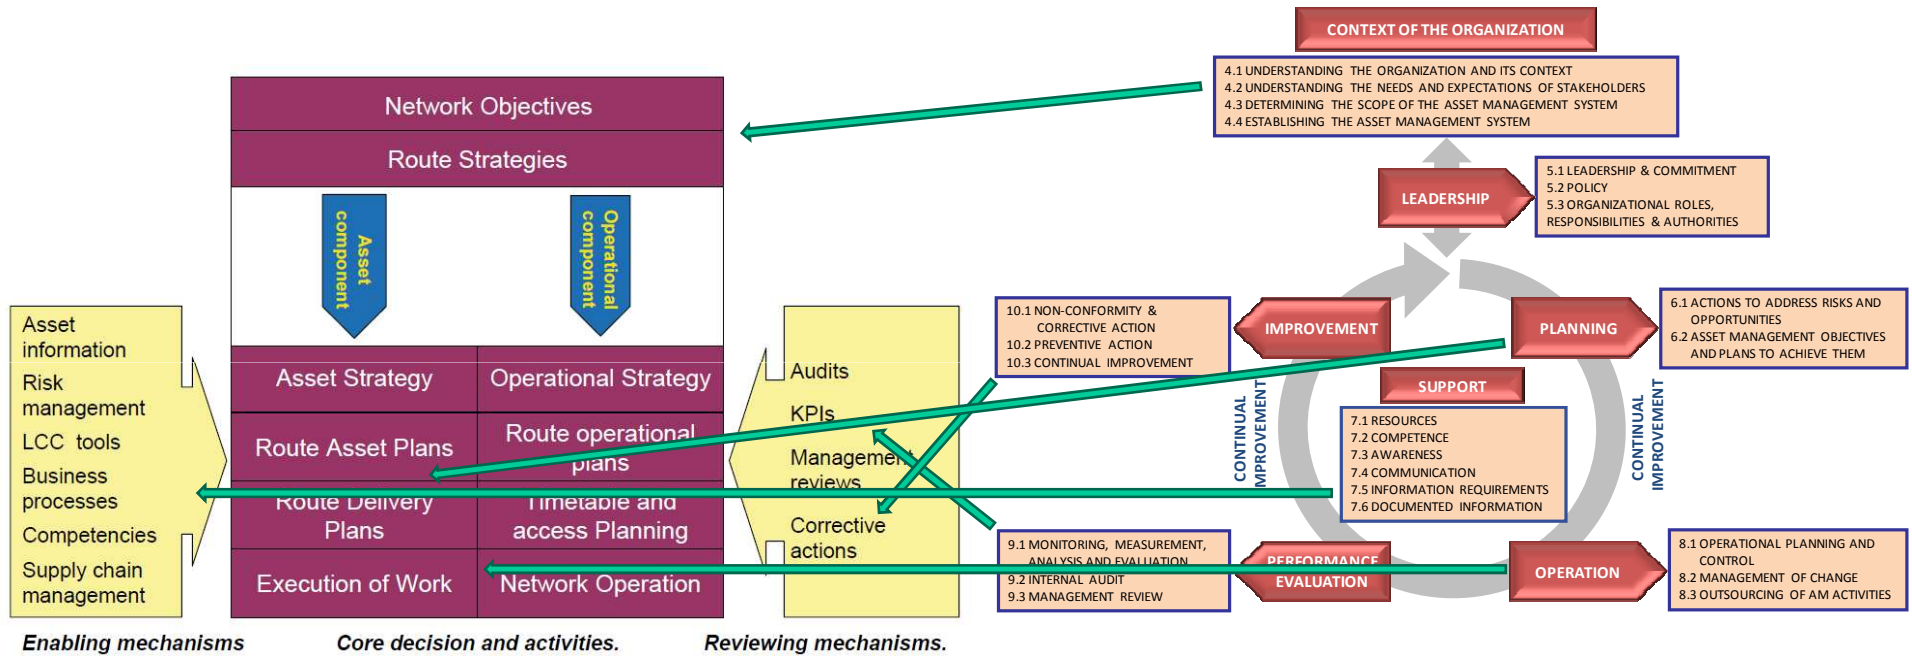 CONTEXT OF THE ORGANIZATION
4.1 UNDERSTANDING THE ORGANIZATION AND ITS CONTEXT
4.2 UNDERSTANDING THE NEEDS AND EXPECTATIONS OF STAKEHOLDERS
4.3 DETERMINING THE SCOPE OF THE ASSET MANAGEMENT SYSTEM
4.4 ESTABLISHING THE ASSET MANAGEMENT SYSTEM
Network Objectives
Route Strategies
Asset
component
Operational
component
LEADERSHIP
5.1 LEADERSHIP & COMMITMENT
5.2 POLICY
5.3 ORGANIZATIONAL ROLES,
RESPONSIBILITIES & AUTHORITIES
Asset
information
Risk
management
LCC tools
Business
processes
Competencies
Supply chain
management
Asset Strategy
Operational Strategy
Route Asset Plans
Route operational
plans
Route Delivery
Plans
Timetable and
access Planning
Execution of Work
Network Operation
Audits
KPIs
Management
reviews
Corrective
actions
10.1 NON-CONFORMITY &
CORRECTIVE ACTION
10.2 PREVENTIVE ACTION
10.3 CONTINUAL IMPROVEMENT
IMPROVEMENT
PLANNING
6.1 ACTIONS TO ADDRESS RISKS AND
OPPORTUNITIES
6.2 ASSET MANAGEMENT OBJECTIVES
AND PLANS TO ACHIEVE THEM
SUPPORT
7.1 RESOURCES
7.2 COMPETENCE
7.3 AWARENESS
7.4 COMMUNICATION
7.5 INFORMATION REQUIREMENTS
7.6 DOCUMENTED INFORMATION
CONTINUAL
IMPROVEMENT
CONTINUAL
IMPROVEMENT
9.1 MONITORING, MEASUREMENT,
ANALYSIS AND EVALUATION
9.2 INTERNAL AUDIT
9.3 MANAGEMENT REVIEW
PERFORMANCE
EVALUATION
OPERATION
8.1 OPERATIONAL PLANNING AND
CONTROL
8.2 MANAGEMENT OF CHANGE
8.3 OUTSOURCING OF AM ACTIVITIES
Enabling mechanisms
Core decision and activities.
Reviewing mechanisms.